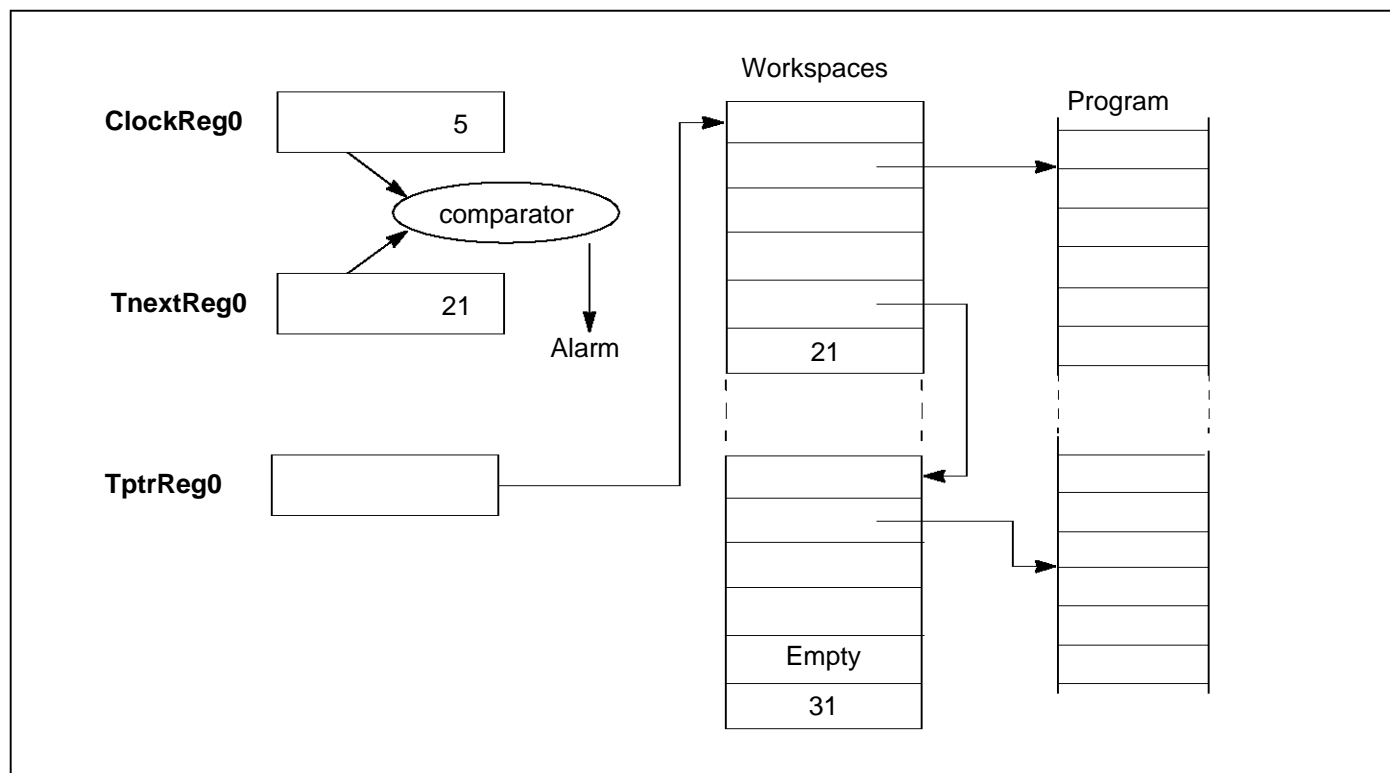 Workspaces
Program
ClockReg0
5
comparator
TnextReg0
21
Alarm
21
TptrReg0
Empty
31